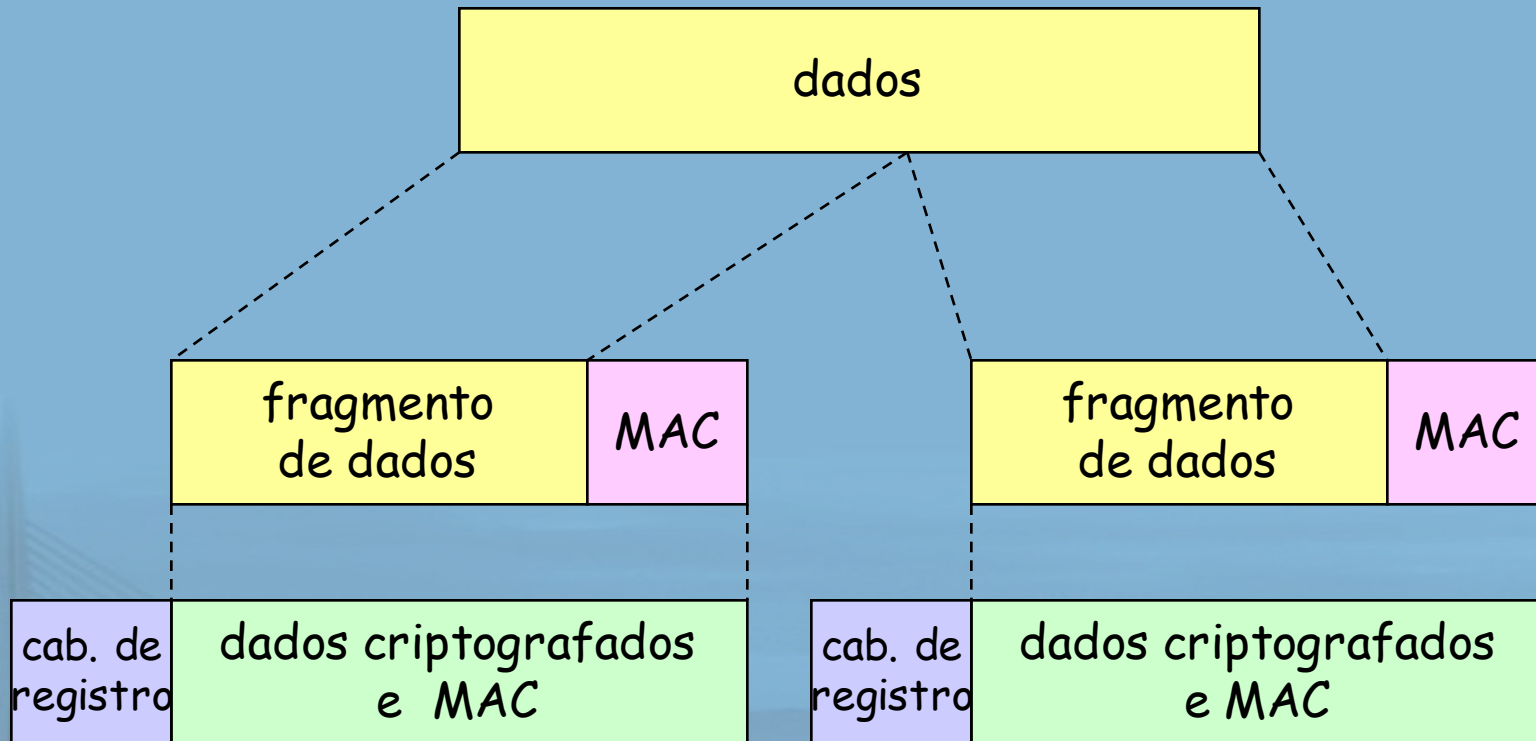 dados
fragmento
de dados
MAC
fragmento
de dados
MAC
cab. de
registro
dados criptografados
e MAC
cab. de
registro
dados criptografados
e MAC